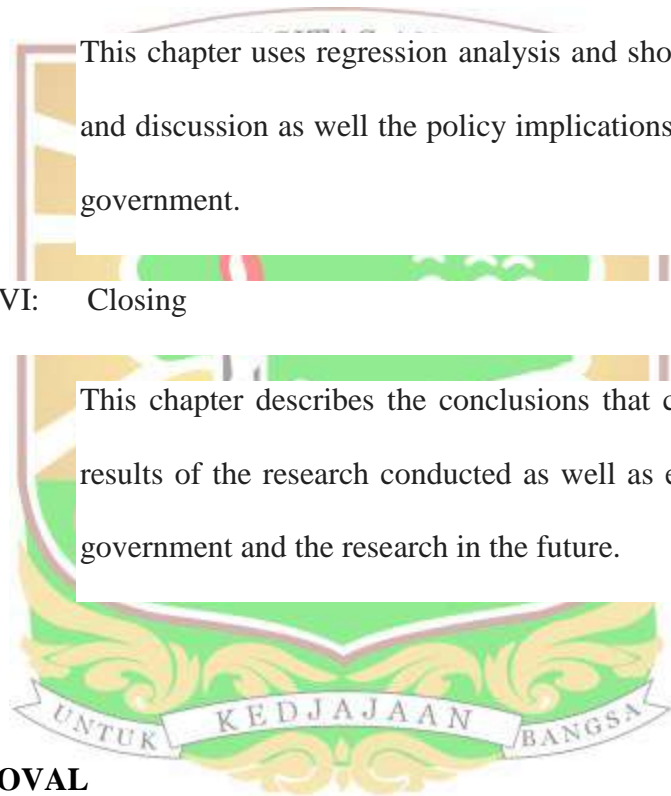 This chapter uses regression analysis and sho
and discussion as well the policy implications
government.
VI: Closing
This chapter describes the conclusions that c
results of the research conducted as well as e
government and the research in the future.
UNTUK KEDJAJAAN BANGSA
OVAL